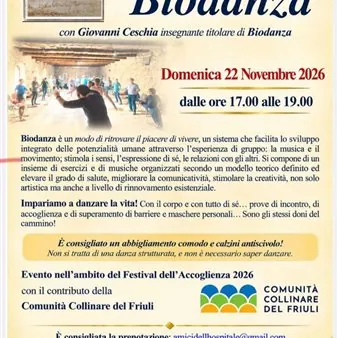 Biodanza
con Giovanni Ceschia insegnante titolare di Biodanza
Domenica 22 Novembre 2026
dalle ore 17.00 alle 19.00
Biodanza è un modo di ritrovare il piacere di vivere, un sistema che facilita lo sviluppo
integrato delle potenzialità umane attraverso l'esperienza di gruppo: la musica e il
movimento; stimola i sensi, l'espressione di sé, le relazioni con gli altri. Si compone di un
insieme di esercizi e di musiche organizzati secondo un modello teorico definito ed
elevare il grado di salute, migliorare la comunicatività, stimolare la creatività, non solo
artistica ma anche a livello di rinnovamento esistenziale.
Impariamo a danzare la vita! Con il corpo e con tutto di sé… prove di incontro, di
accoglienza e di superamento di barriere e maschere personali… Sono gli stessi doni del
cammino!
È consigliato un abbigliamento comodo e calzini antiscivolo!
Non si tratta di una danza strutturata, e non è necessario saper danzare.
Evento nell'ambito del Festival dell'Accoglienza 2026
con il contributo della
Comunità Collinare del Friuli
COMUNITÀ
COLLINARE
DEL FRIULI
È consigliata la prenotazione: amicidellhospitale@gmail.com